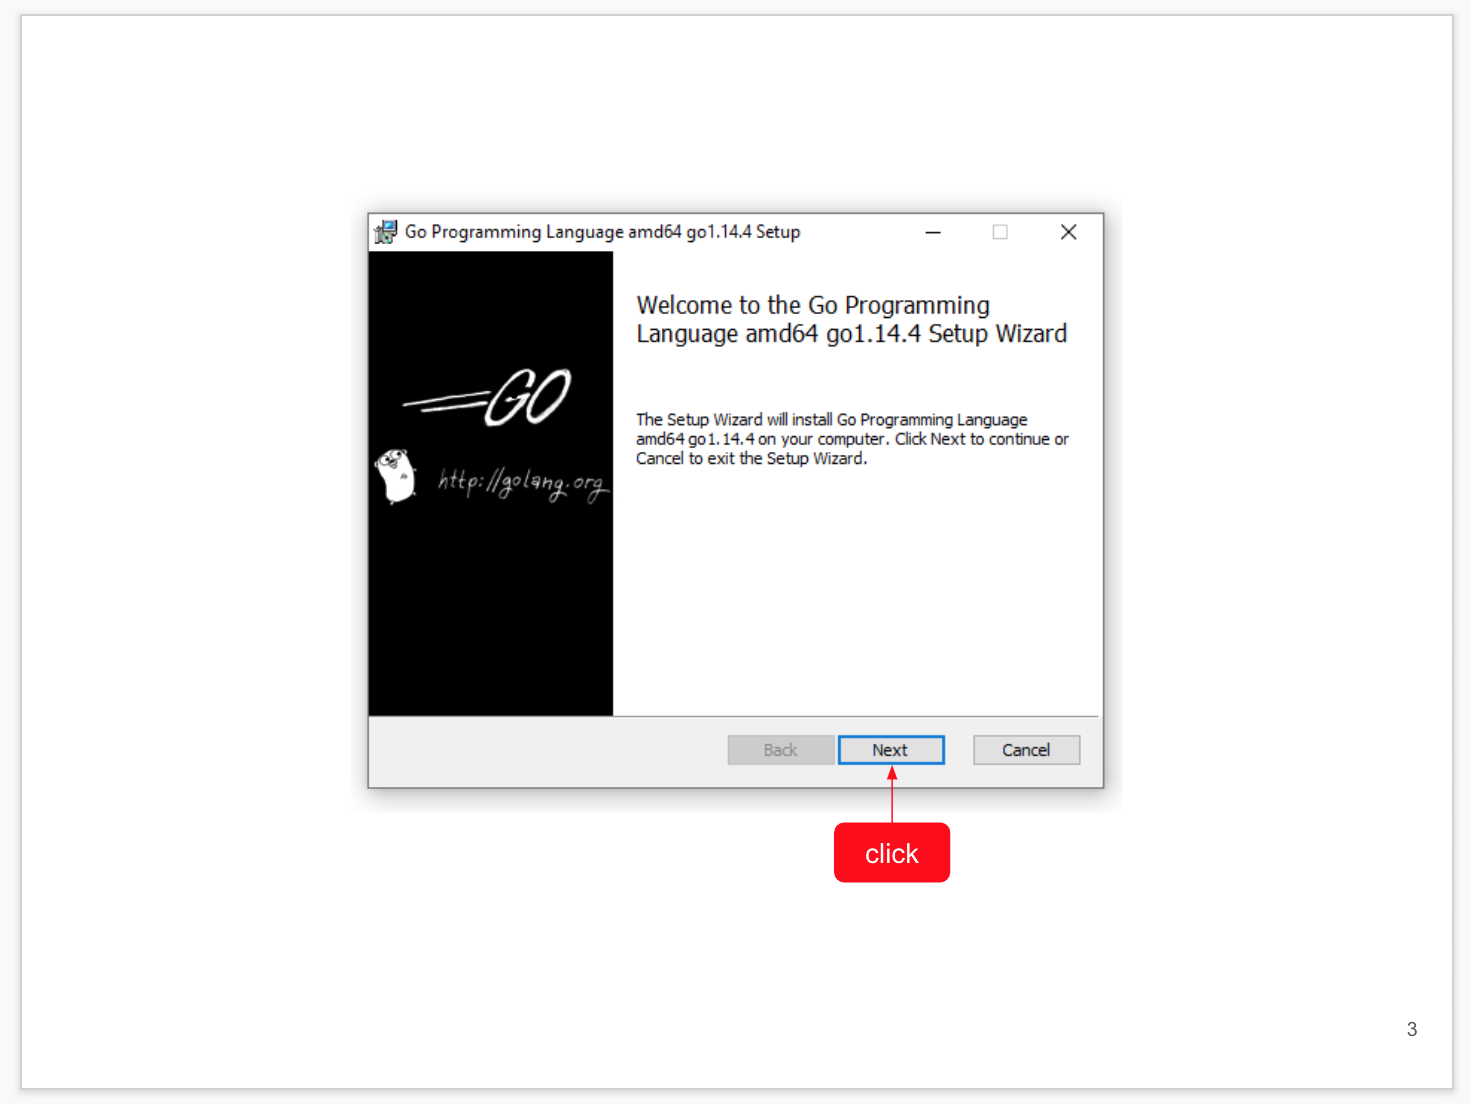 Go Programming Language amd64 go1.14.4 Setup
Welcome to the Go Programming
Language amd64 go1.14.4 Setup Wizard
GO
http://golang.org
The Setup Wizard will install Go Programming Language
amd64 go1.14.4 on your computer. Click Next to continue or
Cancel to exit the Setup Wizard.
Back
Next
Cancel
click
3